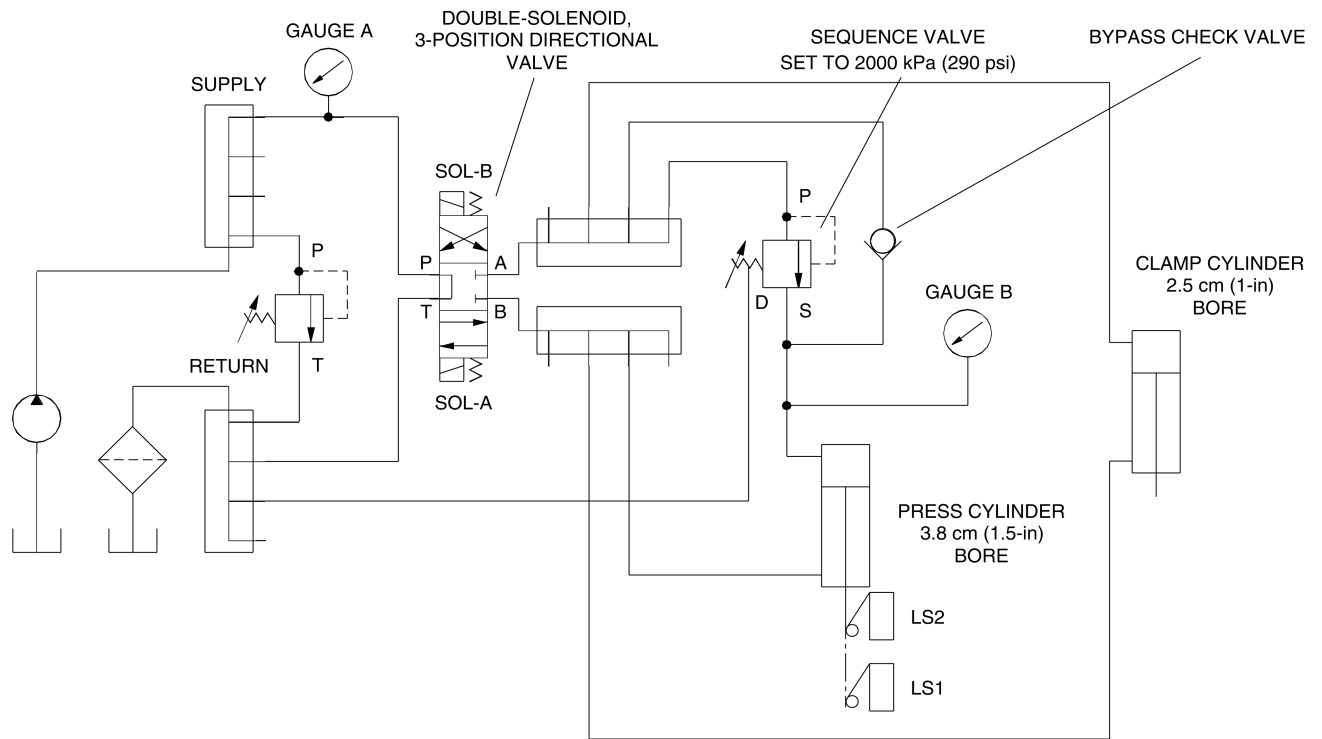 DOUBLE-SOLENOID,
3-POSITION DIRECTIONAL
VALVE
GAUGE A
SEQUENCE VALVE
SET TO 2000 kPa (290 psi)
BYPASS CHECK VALVE
SUPPLY
SOL-B
P
P
P
A
T
B
D
S
GAUGE B
CLAMP CYLINDER
2.5 cm (1-in)
BORE
RETURN
T
SOL-A
PRESS CYLINDER
3.8 cm (1.5-in)
BORE
LS2
LS1